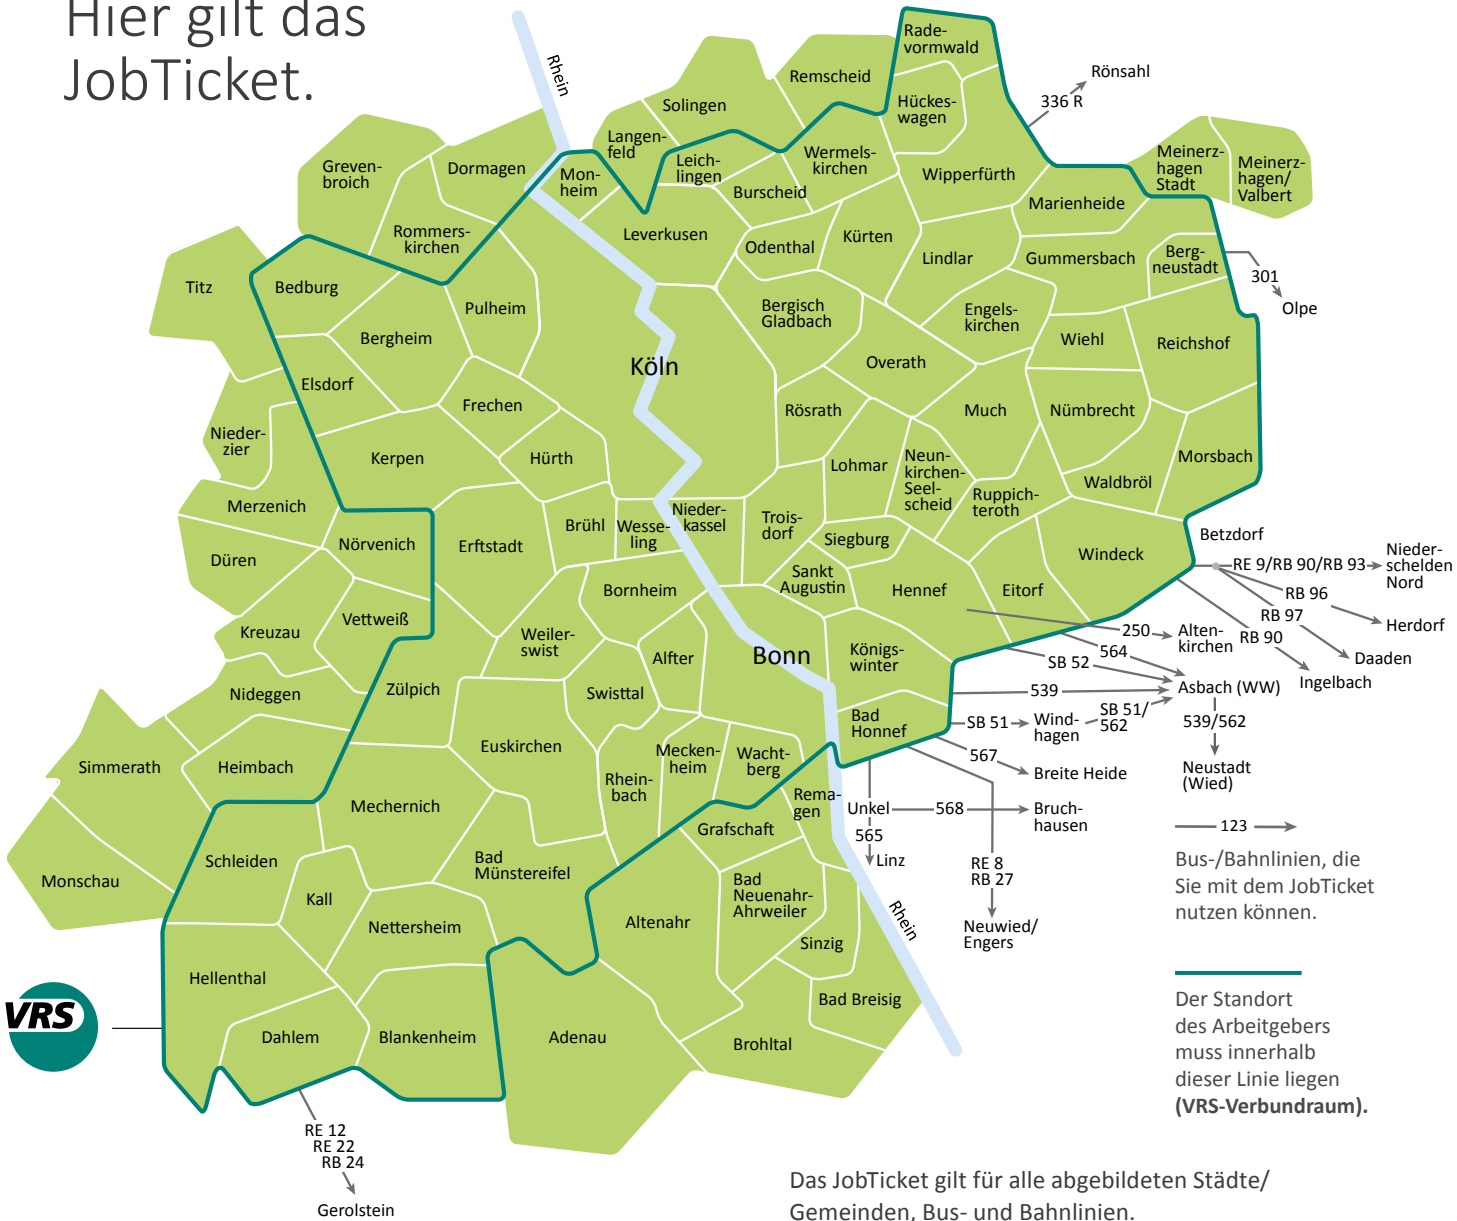 Hier gilt das
JobTicket.
Rhein
Rade-
vormwald
Remscheid
Rönsahl
336 R
Solingen
Hückes-
wagen
Langen-
feld
Leich-
lingen
Wermels-
kirchen
Meinerz-
hagen
Stadt
Meinerz-
hagen/
Valbert
Greven-
broich
Dormagen
Mon-
heim
Burscheid
Wipperfürth
Marienheide
Rommers-
kirchen
Leverkusen
Odenthal
Kürten
Lindlar
Gummersbach
Berg-
neustadt
301
Olpe
Titz
Bedburg
Pulheim
Bergheim
Bergisch
Gladbach
Engels-
kirchen
Wiehl
Reichshof
Köln
Overath
Elsdorf
Frechen
Rösrath
Much
Nümbrecht
Nieder-
zier
Kerpen
Hürth
Lohmar
Neun-
kirchen-
Seel-
scheid
Ruppich-
teroth
Waldbröl
Morsbach
Merzenich
Nörvenich
Erftstadt
Brühl
Wesse-
ling
Nieder-
kassel
Trois-
dorf
Siegburg
Windeck
Betzdorf
RE 9/RB 90/RB 93
Nieder-
schelden
Nord
Düren
Sankt
Augustin
Hennef
Eitorf
RB 96
Herdorf
RB 97
Daaden
RB 90
Ingelbach
Bornheim
Kreuzau
Vettweiß
Weiler-
swist
Alfter
Bonn
Königs-
winter
250
Alten-
kirchen
564
SB 52
Asbach (WW)
539
Nideggen
Zülpich
Swisttal
Bad
Honnef
SB 51
Wind-
hagen
SB 51/
562
539/562
Neustadt
(Wied)
Simmerath
Heimbach
Euskirchen
Mecken-
heim
Wacht-
berg
567
Breite Heide
Rhein-
bach
Rema-
gen
Unkel
568
Bruch-
hausen
565
Linz
Mechernich
Grafschaft
123
Bus-/Bahnlinien, die
Sie mit dem JobTicket
nutzen können.
Monschau
Schleiden
Bad
Münstereifel
RE 8
RB 27
Neuwied/
Engers
Kall
Nettersheim
Altenahr
Bad
Neuenahr-
Ahrweiler
Sinzig
Rhein
Hellenthal
Bad Breisig
Der Standort
des Arbeitgebers
muss innerhalb
dieser Linie liegen
(VRS-Verbundraum).
VRS
Dahlem
Blankenheim
Adenau
Brohltal
RE 12
RE 22
RB 24
Gerolstein
Das JobTicket gilt für alle abgebildeten Städte/
Gemeinden, Bus- und Bahnlinien.